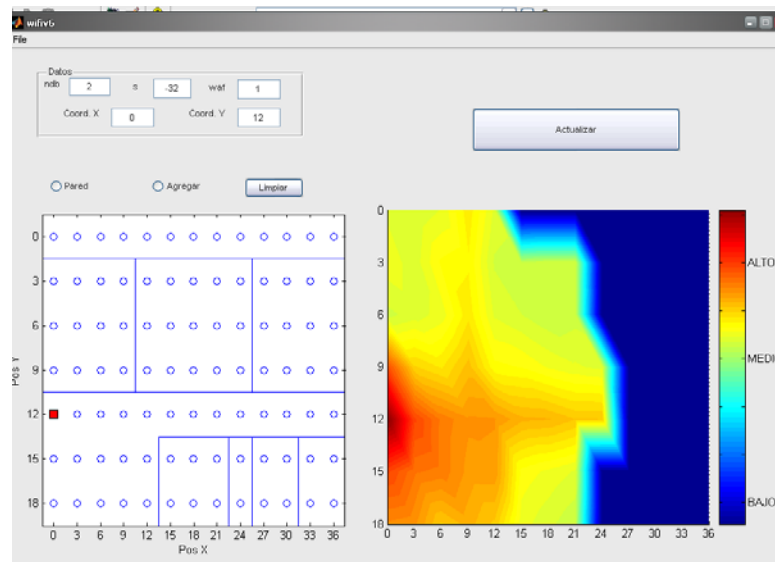 wifiv6
File
Datos
ndb 2 s -32 waf 1
Coord. X 0 Coord. Y 12
Actualizar
Pared Agregar Limpiar
0
3
6
9
12
15
18
Pos Y
0 3 6 9 12 15 18 21 24 27 30 33 36
Pos X
0
3
6
9
12
15
18
0 3 6 9 12 15 18 21 24 27 30 33 36
ALTO
MEDI
BAJO